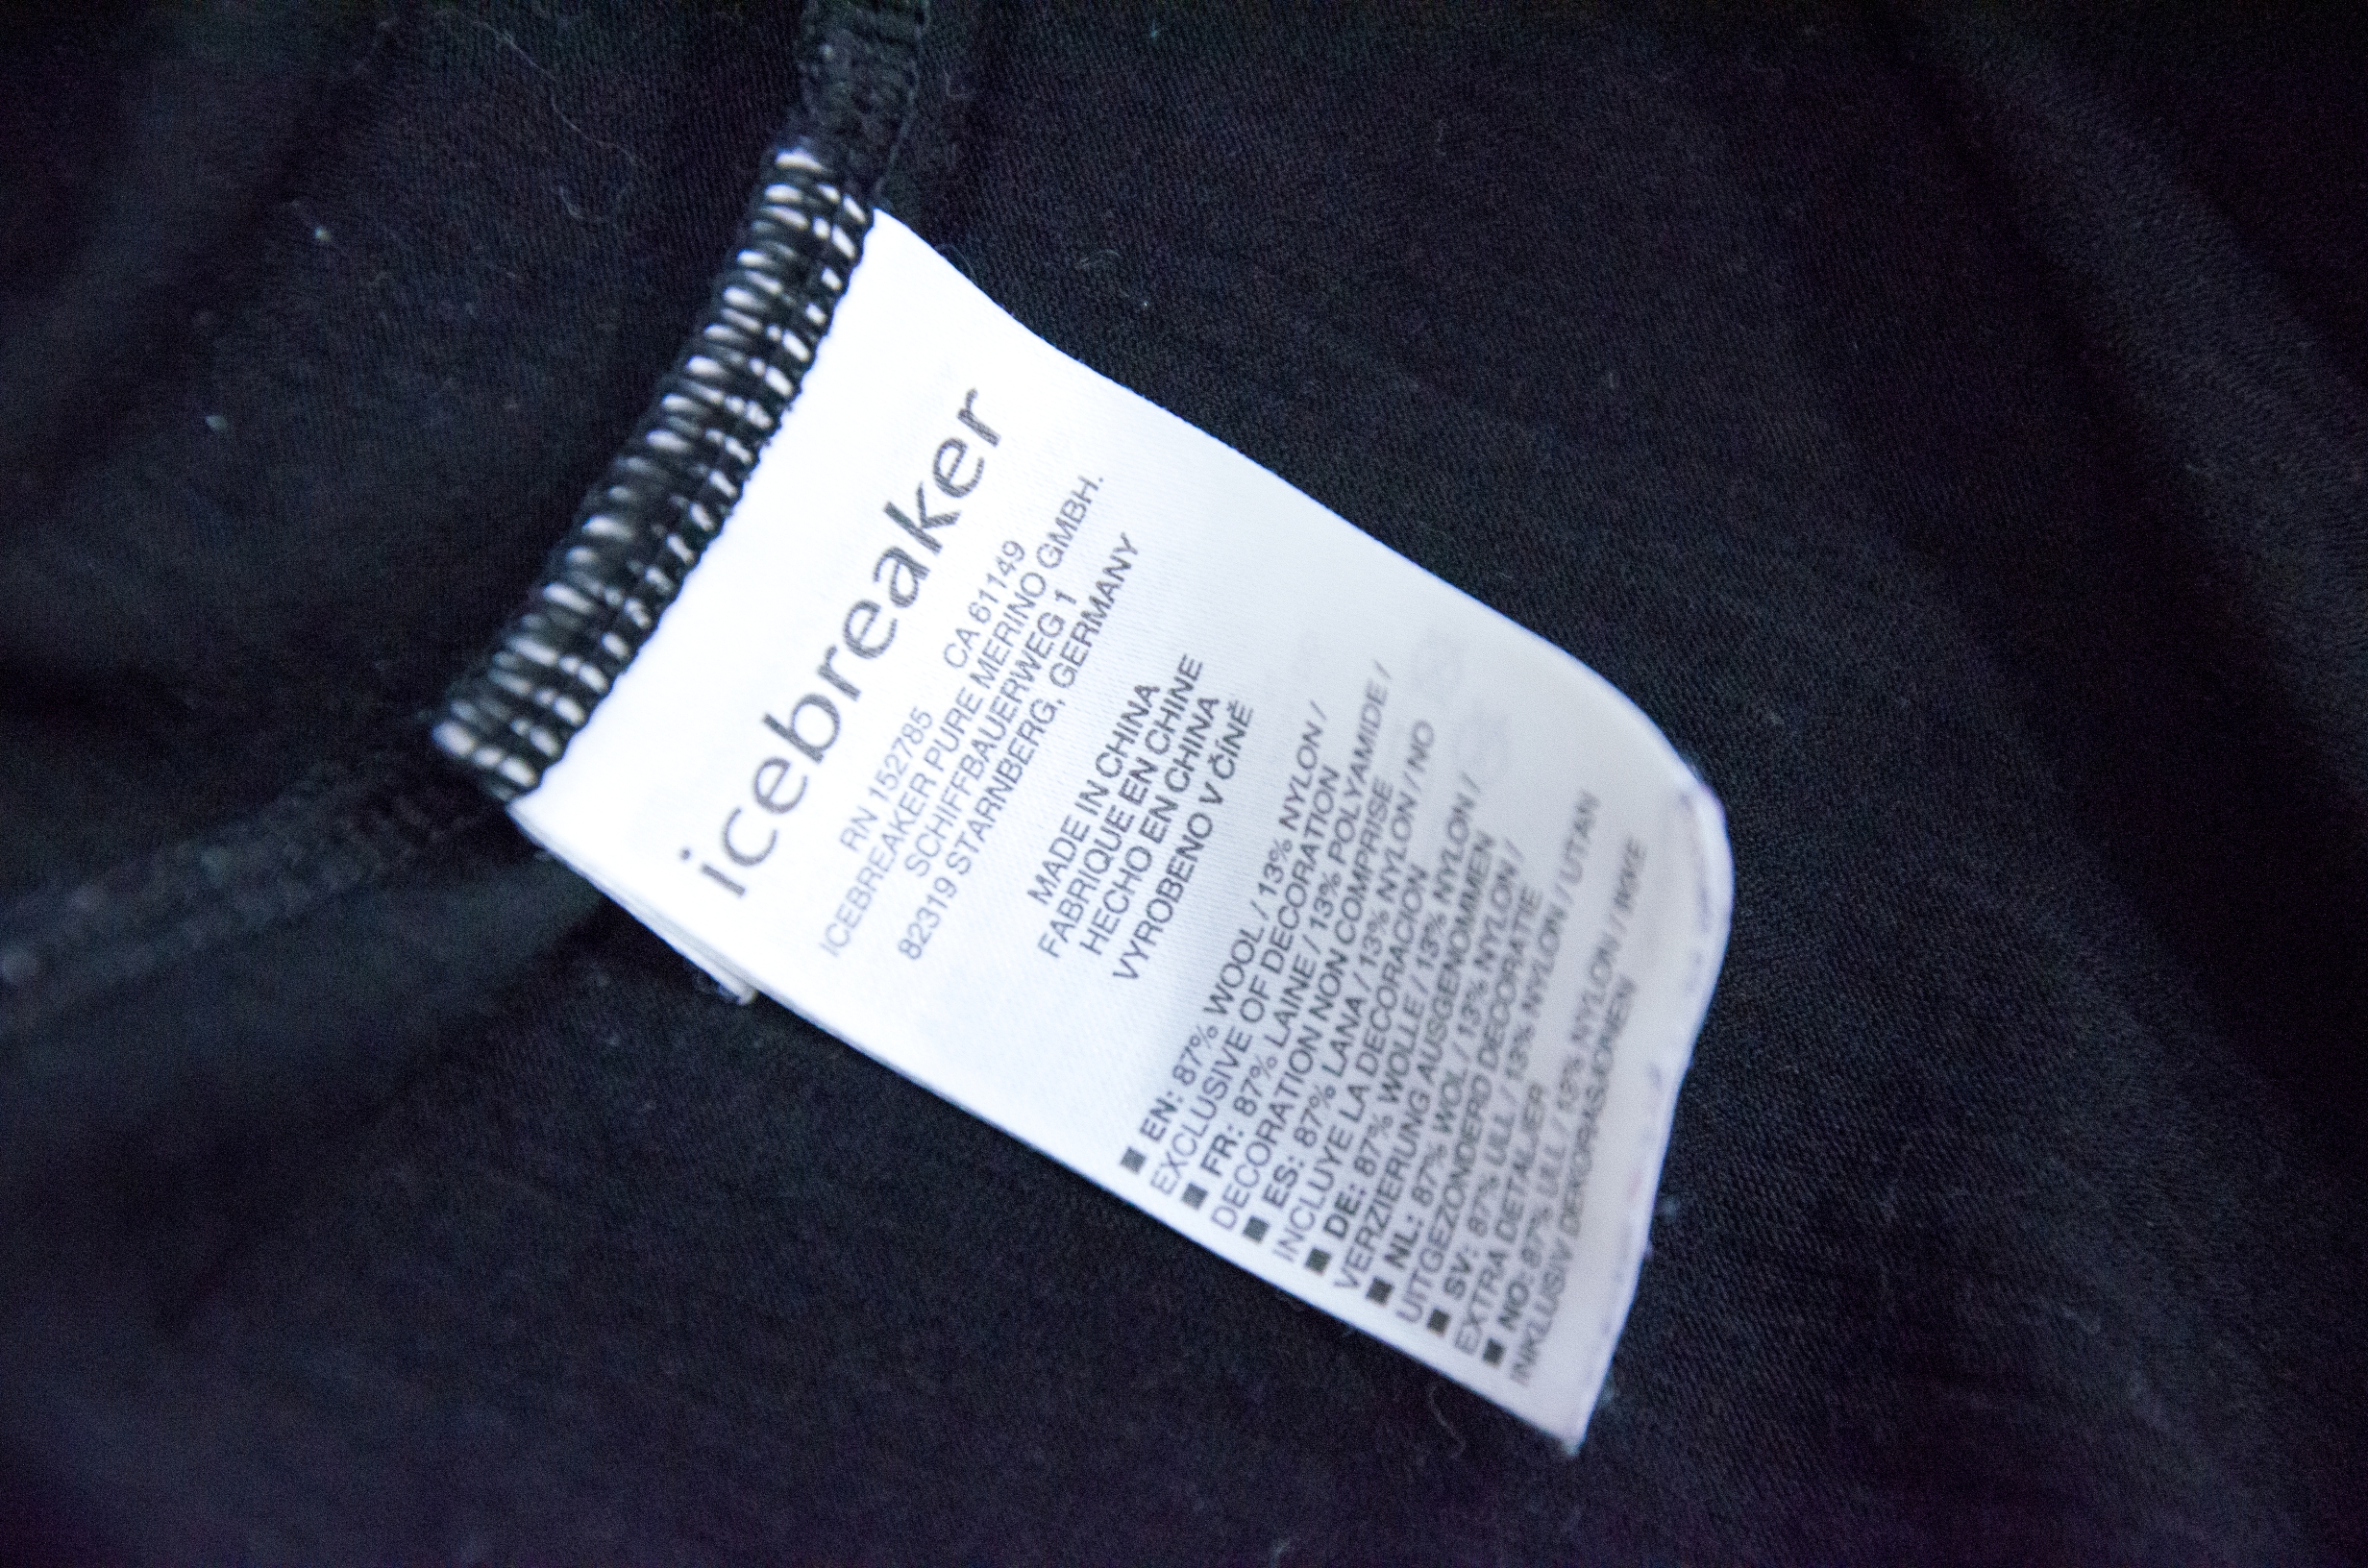 icebreaker
RN 152785 CA 61149
ICEBREAKER PURE MERINO GMBH.
SCHIFFBAUERWEG 1
82319 STARNBERG, GERMANY
MADE IN CHINA
FABRIQUE EN CHINE
HECHO EN CHINA
VYROBENO V ČÍNĚ
■ EN: 87% WOOL / 13% NYLON /
EXCLUSIVE OF DECORATION
■ FR: 87% LAINE / 13% POLYAMIDE /
DECORATION NON COMPRISE
■ ES: 87% LANA / 13% NYLON / NO
INCLUYE LA DECORACION
■ DE: 87% WOLLE / 13% NYLON /
VERZIERUNG AUSGENOMMEN
■ NL: 87% WOL / 13% NYLON /
UITGEZONDERD DECORATIE
■ SV: 87% ULL / 13% NYLON / UTAN
EXTRA DETALJER
■ NO: 87% ULL / 13% NYLON / IKKE
INKLUSIV DEKORASJONEN